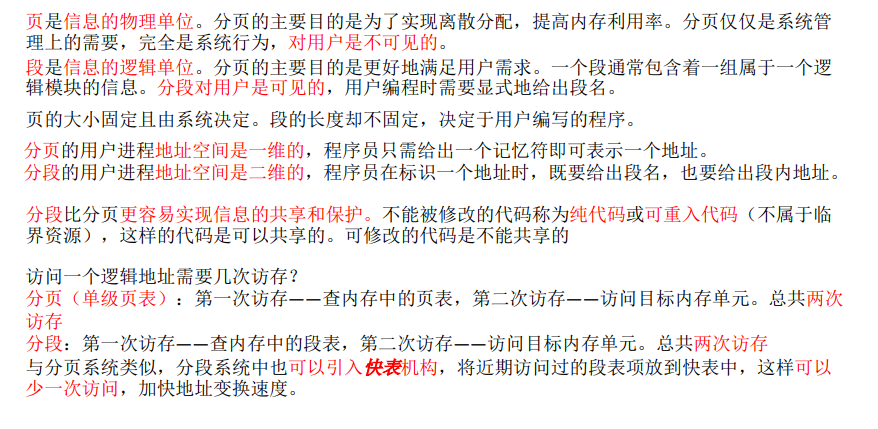 页是信息的物理单位。分页的主要目的是为了实现离散分配，提高内存利用率。分页仅仅是系统管
理上的需要，完全是系统行为，对用户是不可见的。
段是信息的逻辑单位。分页的主要目的是更好地满足用户需求。一个段通常包含着一组属于一个逻
辑模块的信息。分段对用户是可见的，用户编程时需要显式地给出段名。
页的大小固定且由系统决定。段的长度却不固定，决定于用户编写的程序。
分页的用户进程地址空间是一维的，程序员只需给出一个记忆符即可表示一个地址。
分段的用户进程地址空间是二维的，程序员在标识一个地址时，既要给出段名，也要给出段内地址。
分段比分页更容易实现信息的共享和保护。不能被修改的代码称为纯代码或可重入代码（不属于临
界资源），这样的代码是可以共享的。可修改的代码是不能共享的
访问一个逻辑地址需要几次访存？
分页（单级页表）：第一次访存——查内存中的页表，第二次访存——访问目标内存单元。总共两次
访存
分段：第一次访存——查内存中的段表，第二次访存——访问目标内存单元。总共两次访存
与分页系统类似，分段系统中也可以引入快表机构，将近期访问过的段表项放到快表中，这样可以
少一次访问，加快地址变换速度。